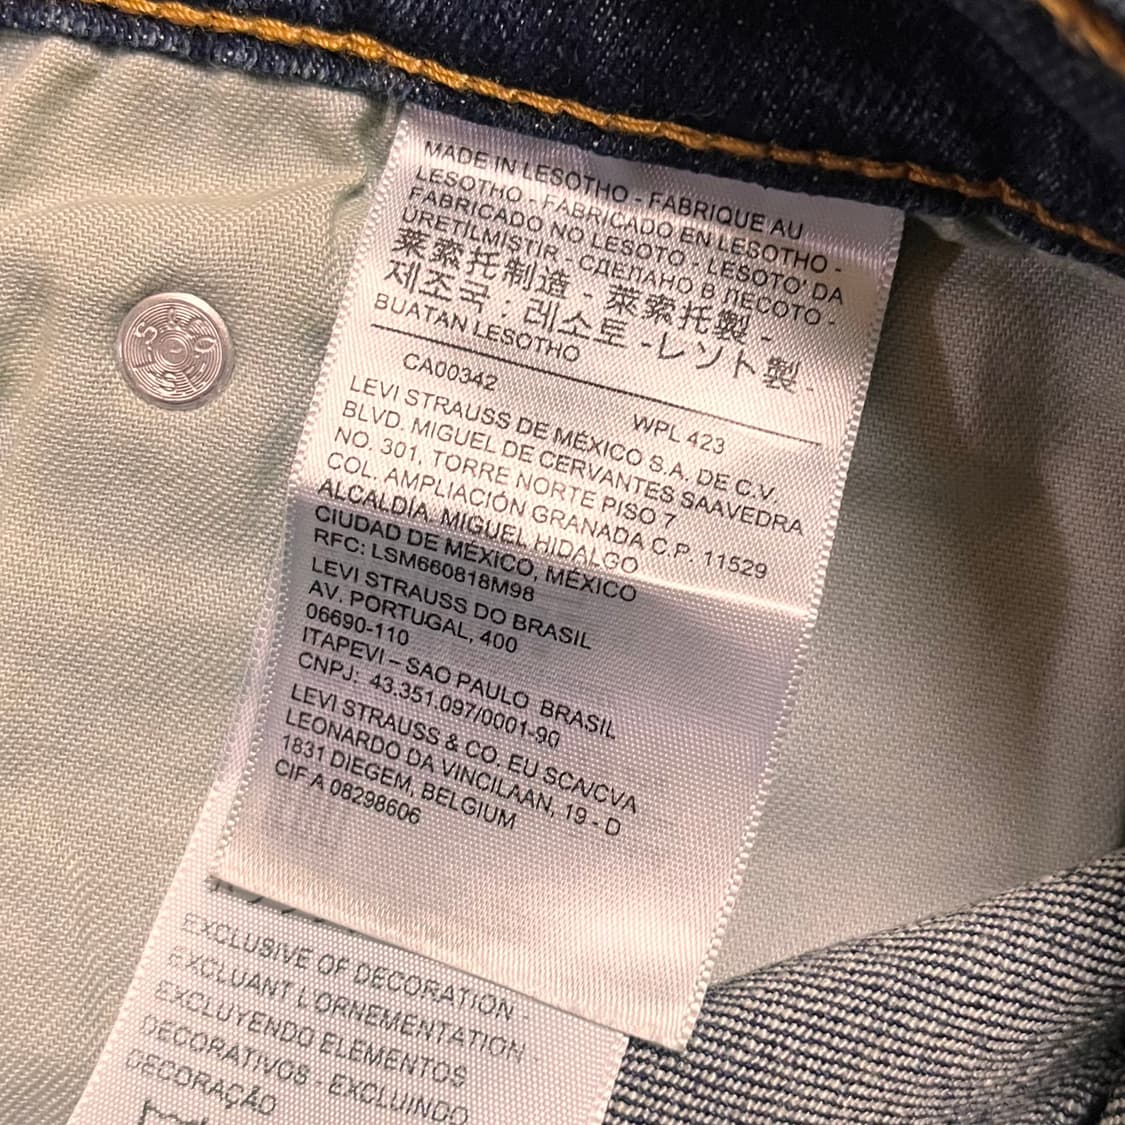 MADE IN LESOTHO - FABRIQUE AU
LESOTHO - FABRICADO EN LESOTHO -
FABRICADO NO LESOTO - LESOTO' DA
ÜRETILMISTIR - СДЕЛАНО В ЛЕСОТО -
莱索托制造 - 萊索托製 -
제조국 : 레소토 -レソト製 -
BUATAN LESOTHO
CA00342 WPL 423
LEVI STRAUSS DE MÉXICO S.A. DE C.V.
BLVD. MIGUEL DE CERVANTES SAAVEDRA
NO. 301, TORRE NORTE PISO 7
COL. AMPLIACIÓN GRANADA C.P. 11529
ALCALDÍA MIGUEL HIDALGO
CIUDAD DE MÉXICO, MÉXICO
RFC: LSM660818M98
LEVI STRAUSS DO BRASIL
AV. PORTUGAL, 400
06690-110
ITAPEVI – SAO PAULO BRASIL
CNPJ: 43.351.097/0001-90
LEVI STRAUSS & CO. EU SCA/CVA
LEONARDO DA VINCILAAN, 19 - D
1831 DIEGEM, BELGIUM
CIF A 08298606
EXCLUSIVE OF DECORATION -
EXCLUANT L'ORNEMENTATION -
EXCLUYENDO ELEMENTOS
DECORATIVOS - EXCLUINDO
DECORAÇÃO